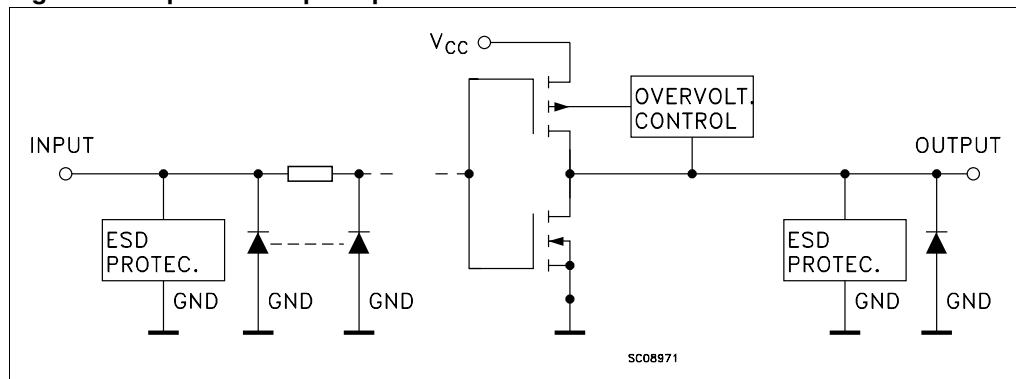 VCC
OVERVOLT.
CONTROL
INPUT
OUTPUT
ESD
PROTEC.
ESD
PROTEC.
GND
GND
GND
GND
GND
SC08971